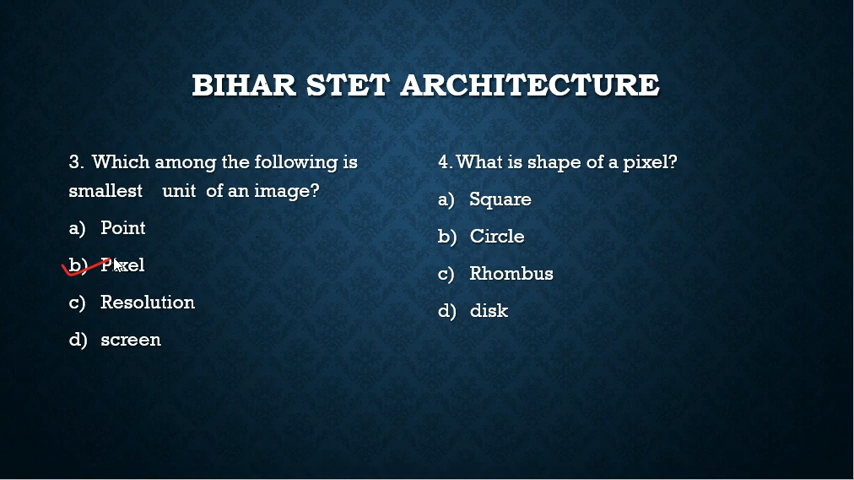 BIHAR STET ARCHITECTURE
3. Which among the following is
smallest unit of an image?
a) Point
b) Pixel
c) Resolution
d) screen
4. What is shape of a pixel?
a) Square
b) Circle
c) Rhombus
d) disk